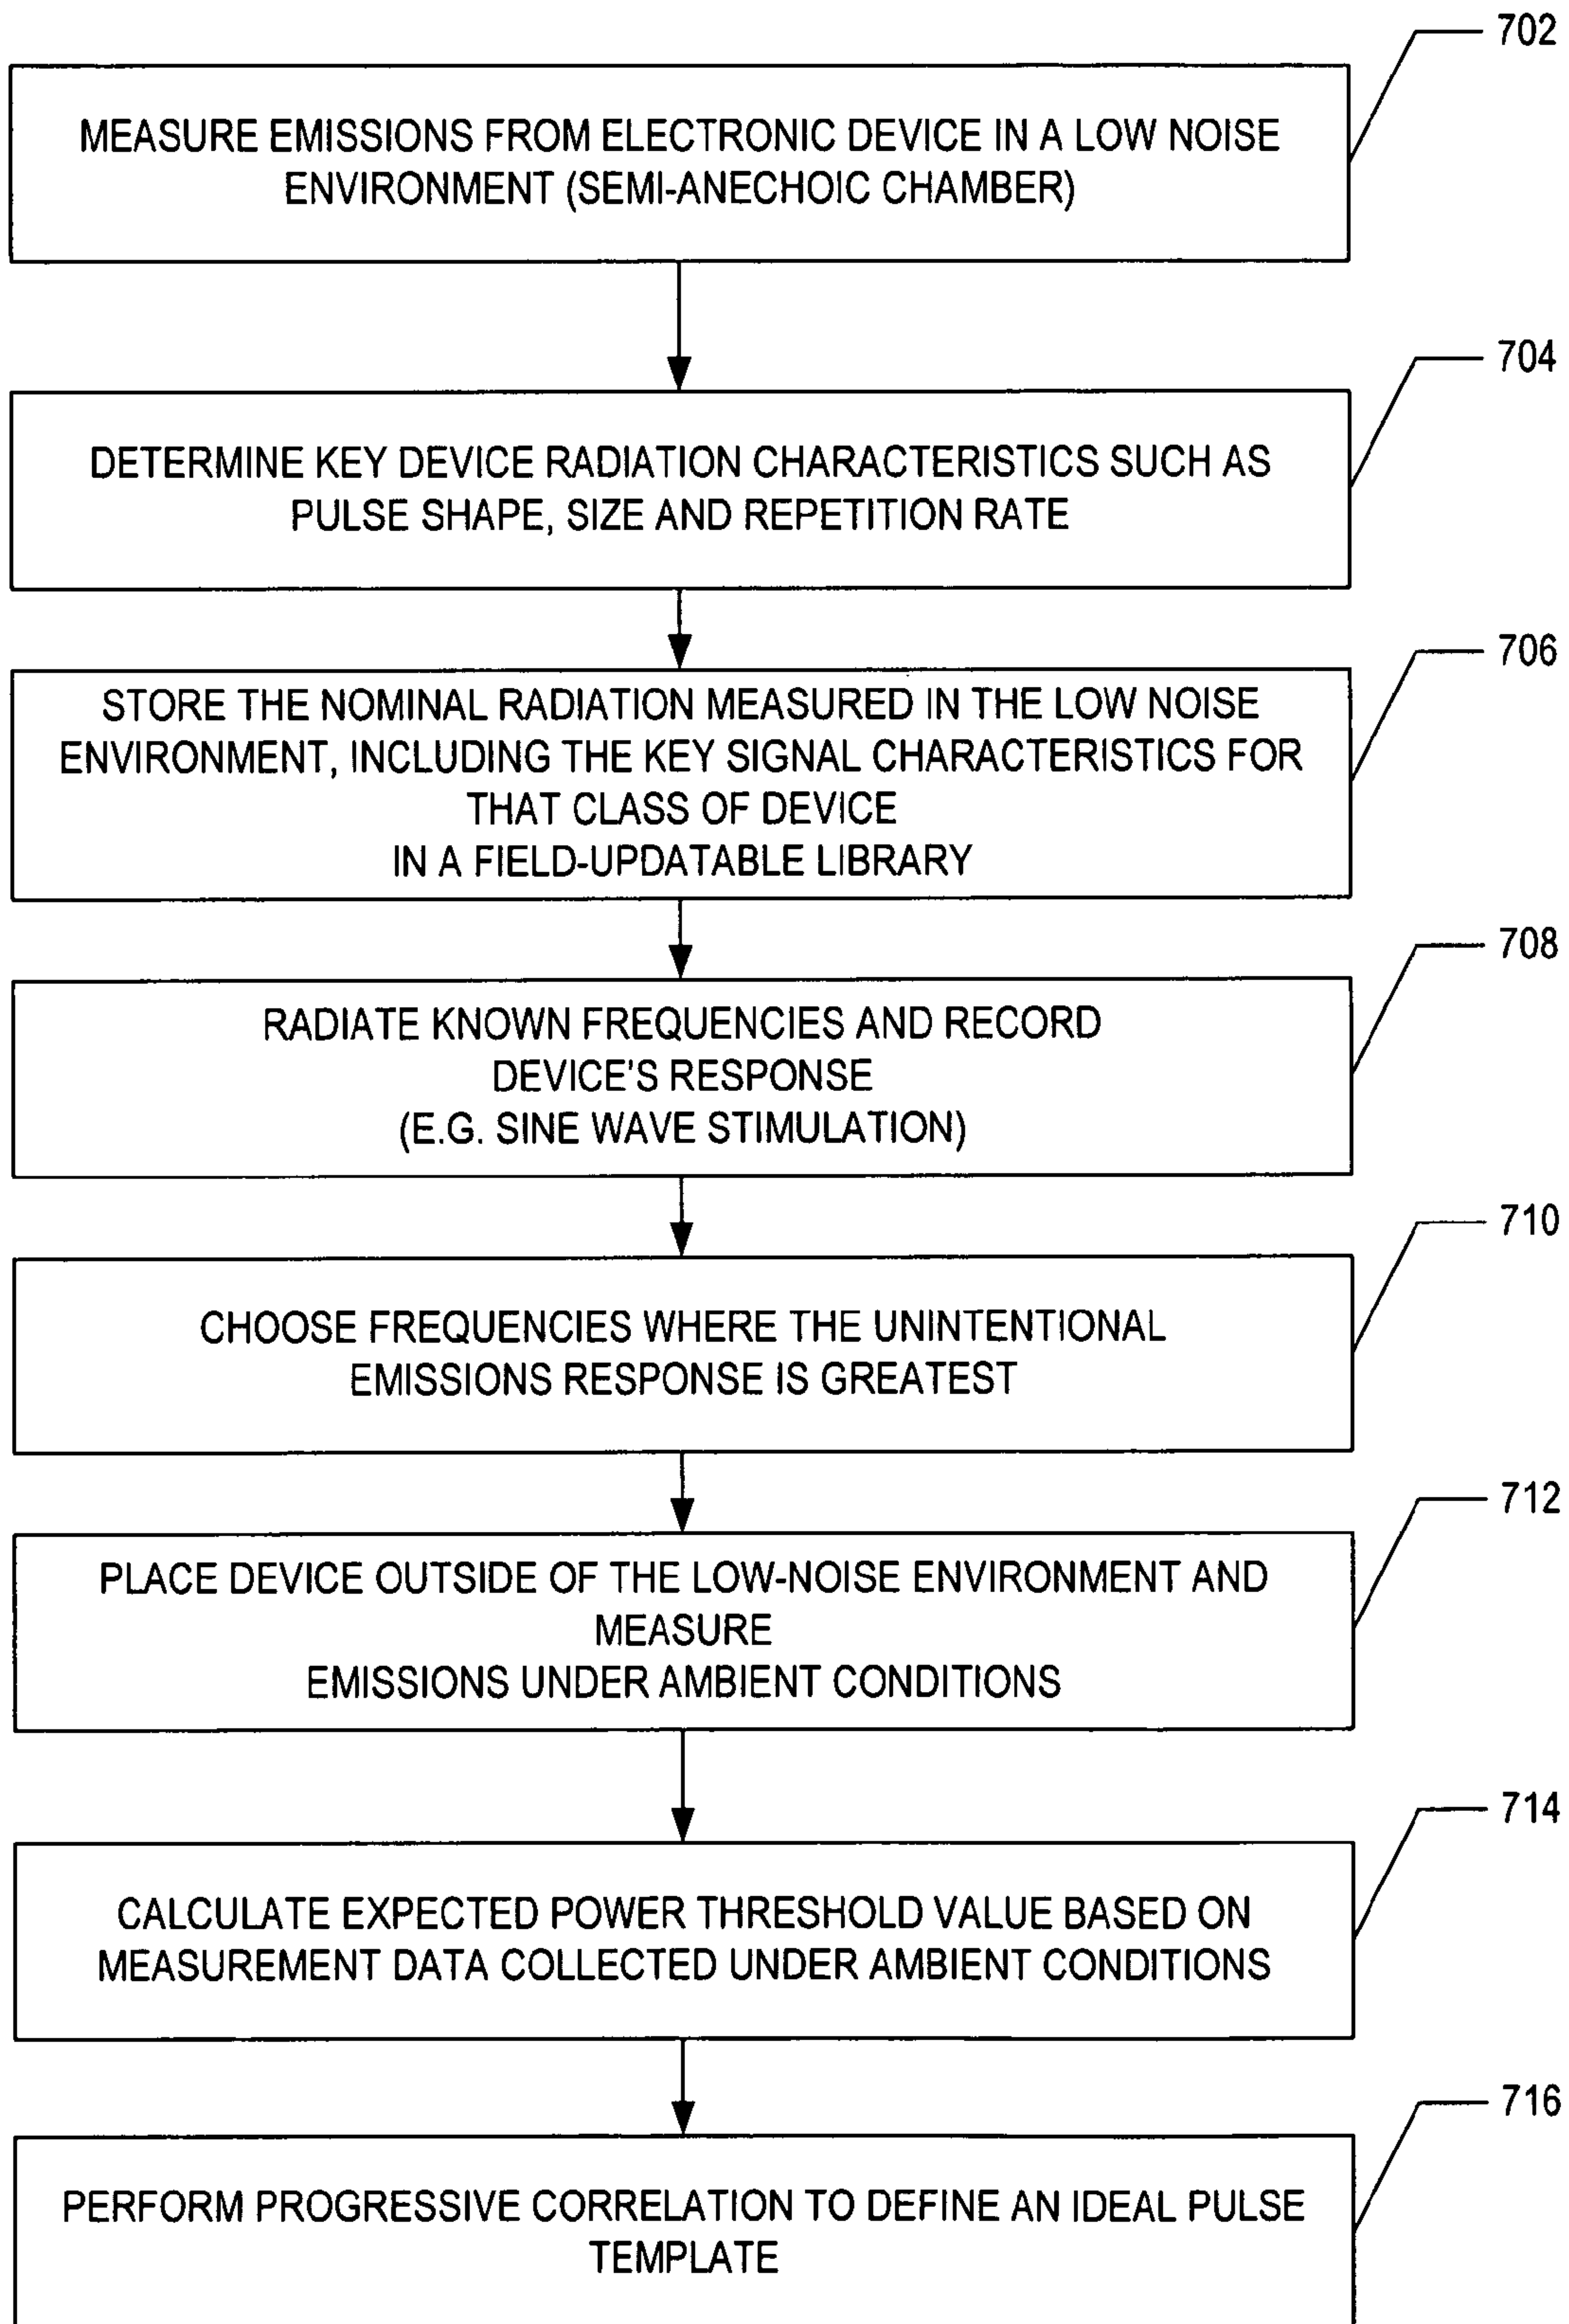 702
MEASURE EMISSIONS FROM ELECTRONIC DEVICE IN A LOW NOISE
ENVIRONMENT (SEMI-ANECHOIC CHAMBER)
704
DETERMINE KEY DEVICE RADIATION CHARACTERISTICS SUCH AS
PULSE SHAPE, SIZE AND REPETITION RATE
706
STORE THE NOMINAL RADIATION MEASURED IN THE LOW NOISE
ENVIRONMENT, INCLUDING THE KEY SIGNAL CHARACTERISTICS FOR
THAT CLASS OF DEVICE
IN A FIELD-UPDATABLE LIBRARY
708
RADIATE KNOWN FREQUENCIES AND RECORD
DEVICE'S RESPONSE
(E.G. SINE WAVE STIMULATION)
710
CHOOSE FREQUENCIES WHERE THE UNINTENTIONAL
EMISSIONS RESPONSE IS GREATEST
712
PLACE DEVICE OUTSIDE OF THE LOW-NOISE ENVIRONMENT AND
MEASURE
EMISSIONS UNDER AMBIENT CONDITIONS
714
CALCULATE EXPECTED POWER THRESHOLD VALUE BASED ON
MEASUREMENT DATA COLLECTED UNDER AMBIENT CONDITIONS
716
PERFORM PROGRESSIVE CORRELATION TO DEFINE AN IDEAL PULSE
TEMPLATE